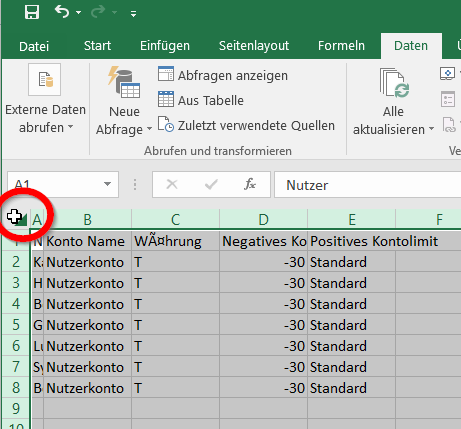 Datei Start Einfügen Seitenlayout Formeln Daten
Externe Daten abrufen
Neue Abfrage
Abfragen anzeigen
Aus Tabelle
Zuletzt verwendete Quellen
Alle aktualisieren
Abrufen und transformieren
A1 fx Nutzer
A B C D E F
1 N Konto Name WÃ¤hrung Negatives Ko Positives Kontolimit
2 Ka Nutzerkonto T -30 Standard
3 H Nutzerkonto T -30 Standard
4 B Nutzerkonto T -30 Standard
5 G Nutzerkonto T -30 Standard
6 Lu Nutzerkonto T -30 Standard
7 Sy Nutzerkonto T -30 Standard
8 B Nutzerkonto T -30 Standard
9
10